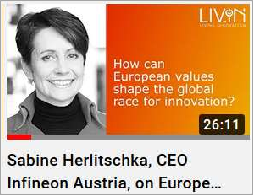 LIVIN
How can
European values
shape the global
race for innovation?
26:11
Sabine Herlitschka, CEO
Infineon Austria, on Europe...